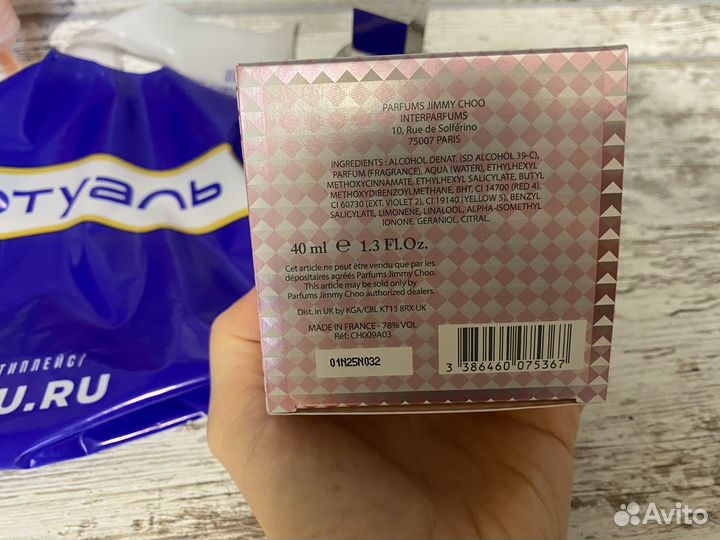 этуаль
типлейс/
U.RU
PARFUMS JIMMY CHOO
INTERPARFUMS
10, Rue de Solférino
75007 PARIS
INGREDIENTS : ALCOHOL DENAT. (SD ALCOHOL 39-C),
PARFUM (FRAGRANCE), AQUA (WATER), ETHYLHEXYL
METHOXYCINNAMATE, ETHYLHEXYL SALICYLATE, BUTYL
METHOXYDIBENZOYLMETHANE, BHT. CI 14700 (RED 4),
CI 60730 (EXT. VIOLET 2), CI 19140 (YELLOW 5), BENZYL
SALICYLATE, LIMONENE, LINALOOL, ALPHA-ISOMETHYL
IONONE, GERANIOL, CITRAL.
40 ml e 1.3 Fl.Oz.
Cet article ne peut être vendu que par les
dépositaires agréés Parfums Jimmy Choo.
This article may be sold only by
Parfums Jimmy Choo authorized dealers.
Dist. in UK by KGA/CBL KT13 8RX UK
MADE IN FRANCE - 78% VOL
Réf: CH009A03
01N25N032
3 386460 075367
Avito